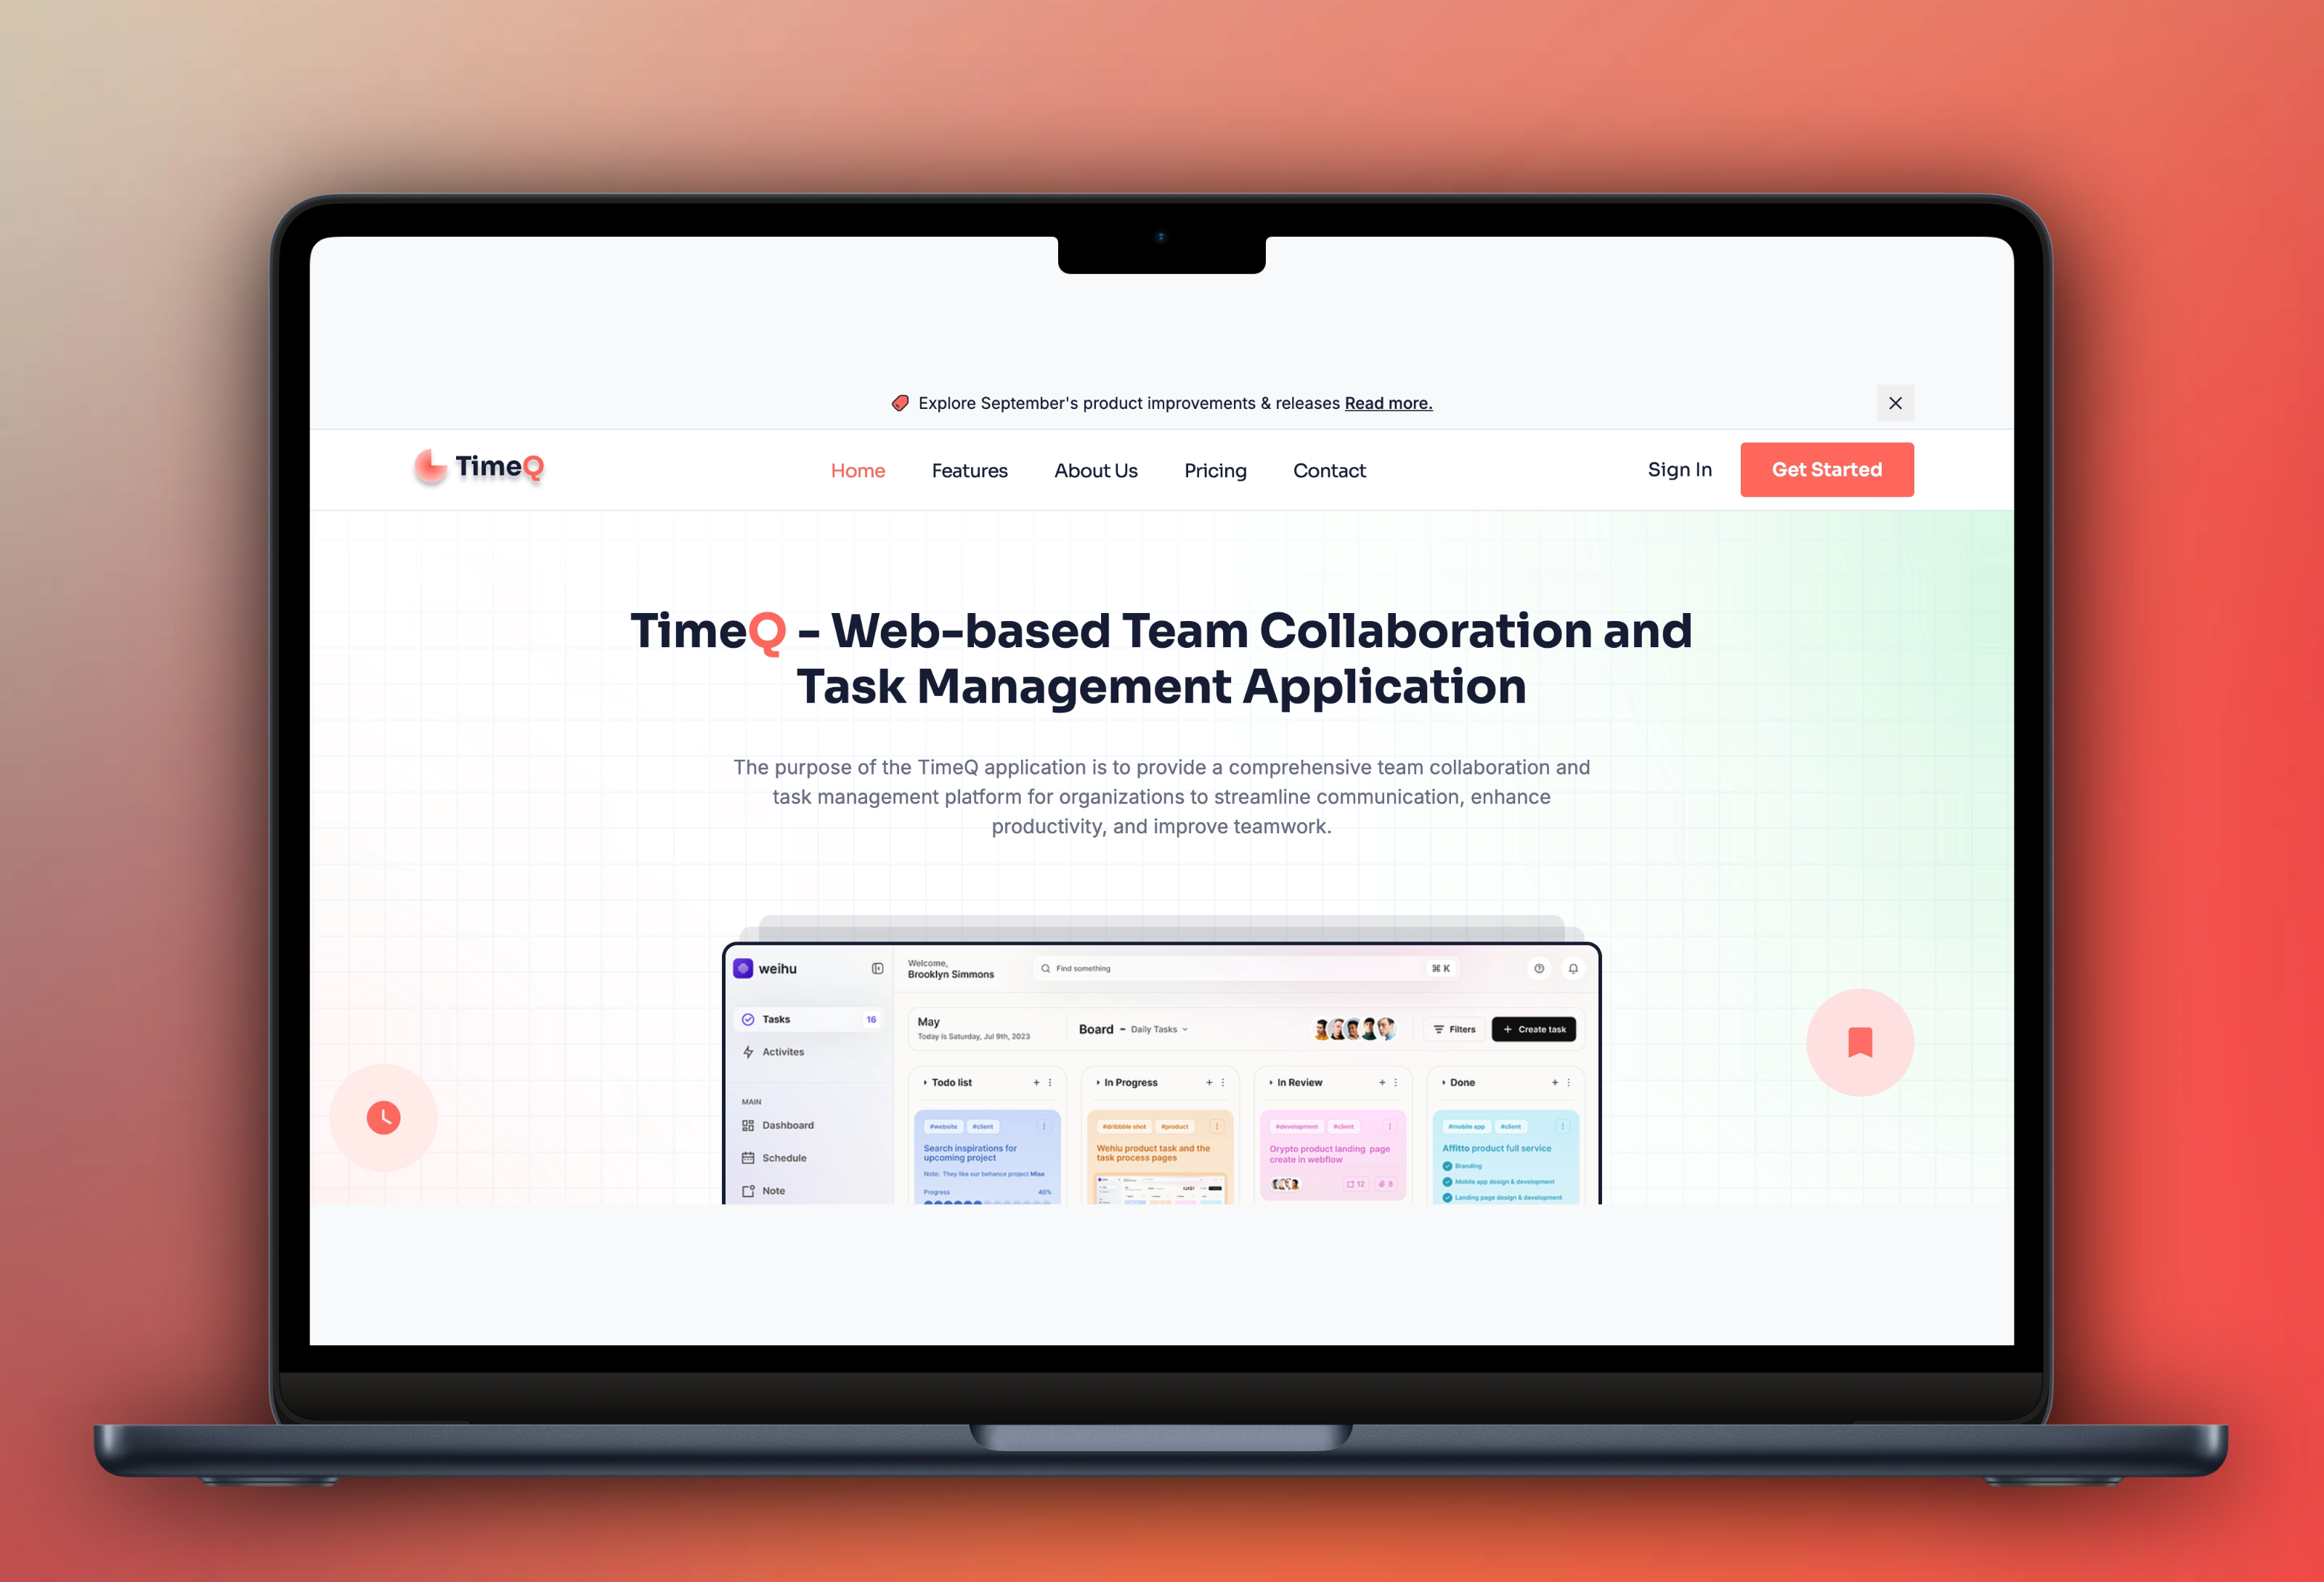 Explore September's product improvements & releases Read more.
TimeQ
Home Features About Us Pricing Contact
Sign In Get Started
TimeQ - Web-based Team Collaboration and
Task Management Application
The purpose of the TimeQ application is to provide a comprehensive team collaboration and
task management platform for organizations to streamline communication, enhance
productivity, and improve teamwork.
weihu
Welcome,
Brooklyn Simmons
Find something
⌘ K
Tasks 16
Activites
MAIN
Dashboard
Schedule
Note
May
Today is Saturday, Jul 9th, 2023
Board - Daily Tasks
Filters
+ Create task
Todo list
#website #client
Search inspirations for
upcoming project
Note: They like our behance project Mise
Progress 40%
In Progress
#dribbble shot #product
Wehiu product task and the
task process pages
In Review
#development #client
Orypto product landing page
create in webflow
12 8
Done
#mobile app #client
Affitto product full service
Branding
Mobile app design & development
Landing page design & development